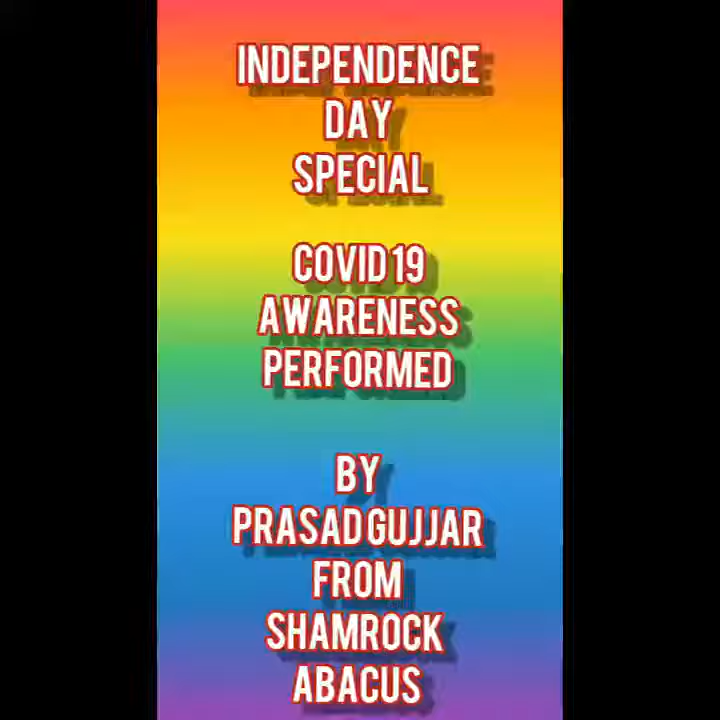 INDEPENDENCE
DAY
SPECIAL
COVID 19
AWARENESS
PERFORMED
BY
PRASAD GUJJAR
FROM
SHAMROCK
ABACUS